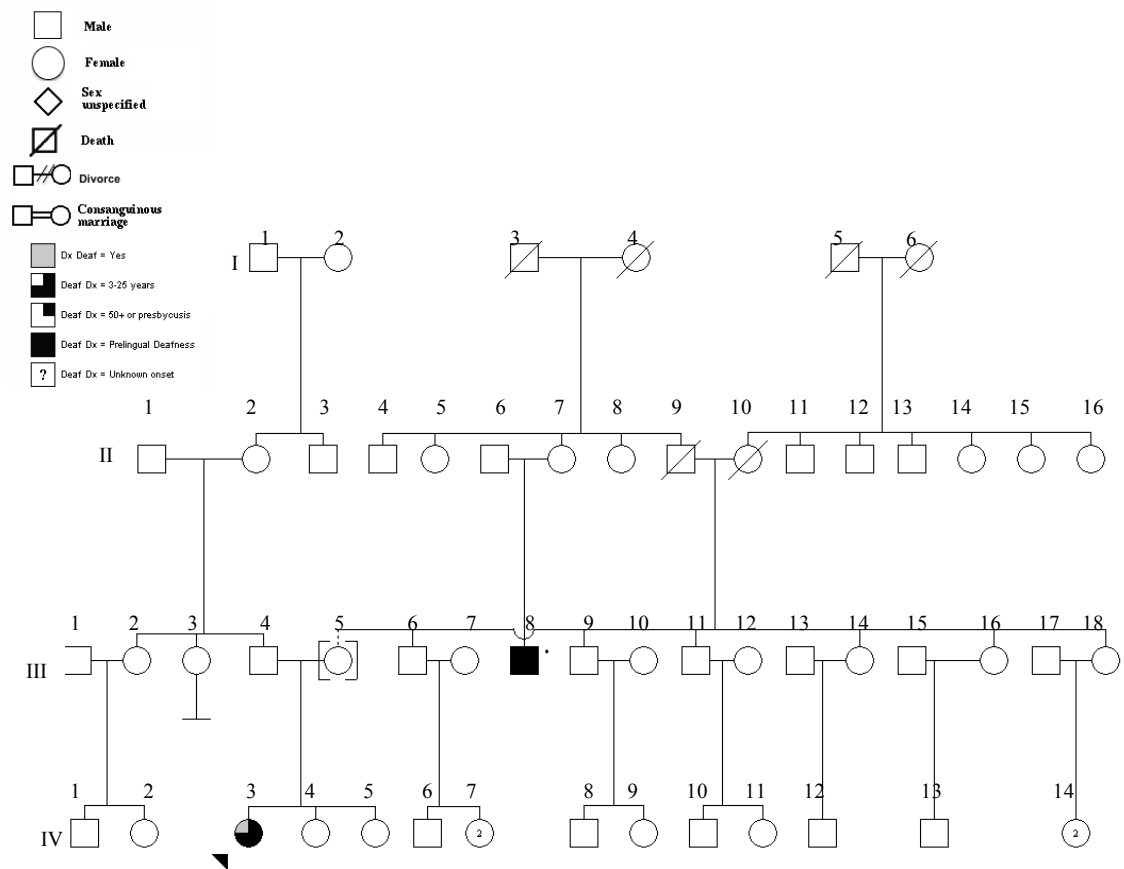 Male
Female
Sex
unspecified
Death
Divorce
Consanguinous
marriage
Dx Deaf = Yes
Deaf Dx = 3-25 years
Deaf Dx = 50+ or presbycusis
Deaf Dx = Prelingual Deafness
? Deaf Dx = Unknown onset
I 1 2 3 4 5 6
1 2 3 4 5 6 7 8 9 10 11 12 13 14 15 16
II
1 2 3 4 5 6 7 8 9 10 11 12 13 14 15 16 17 18
III
1 2 3 4 5 6 7 8 9 10 11 12 13 14
IV 2 2